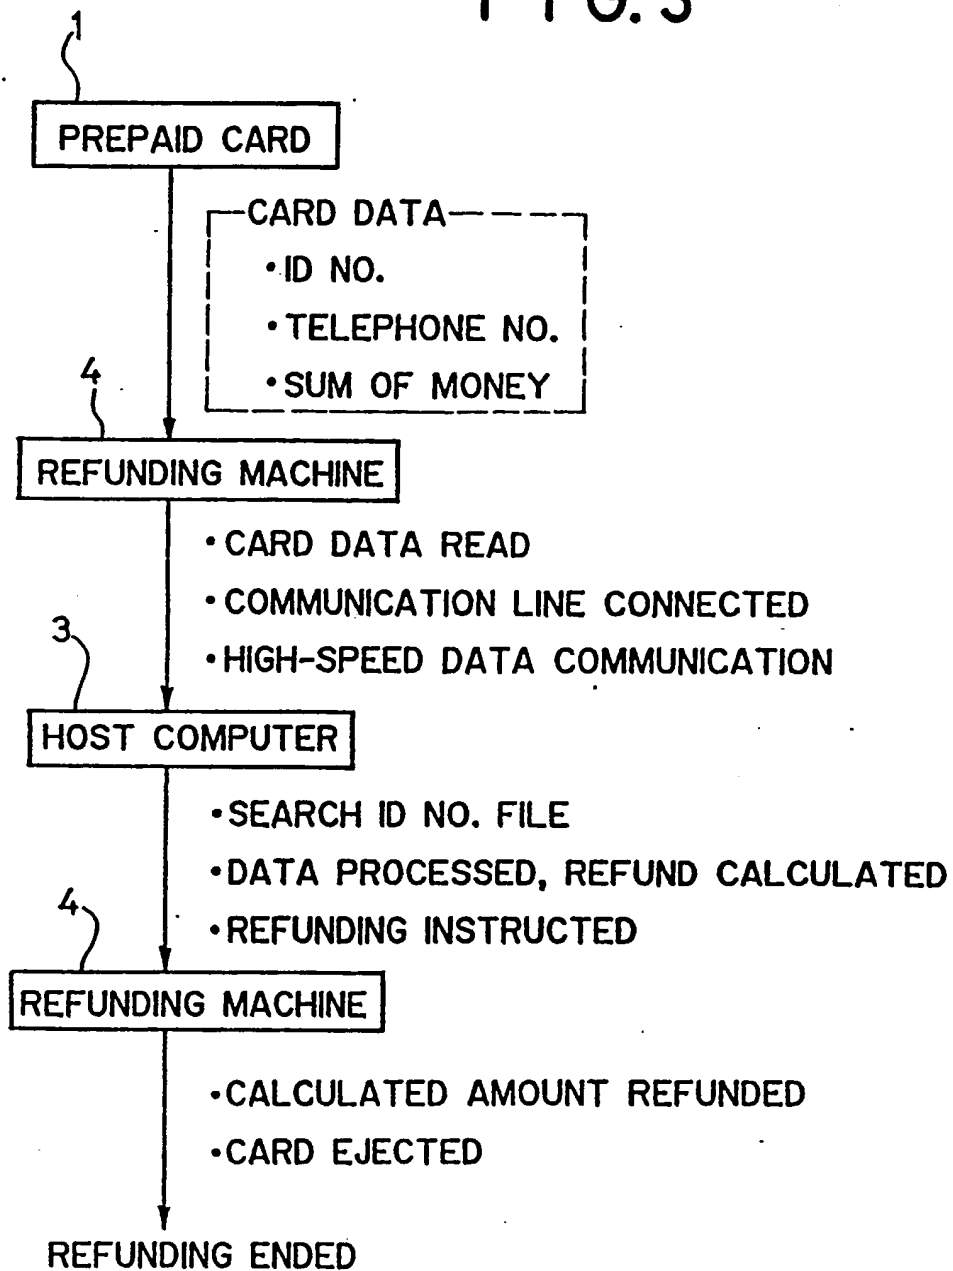 FIG. 3
1
PREPAID CARD
CARD DATA
•ID NO.
•TELEPHONE NO.
•SUM OF MONEY
4
REFUNDING MACHINE
•CARD DATA READ
•COMMUNICATION LINE CONNECTED
•HIGH-SPEED DATA COMMUNICATION
3
HOST COMPUTER
•SEARCH ID NO. FILE
•DATA PROCESSED, REFUND CALCULATED
•REFUNDING INSTRUCTED
4
REFUNDING MACHINE
•CALCULATED AMOUNT REFUNDED
•CARD EJECTED
REFUNDING ENDED